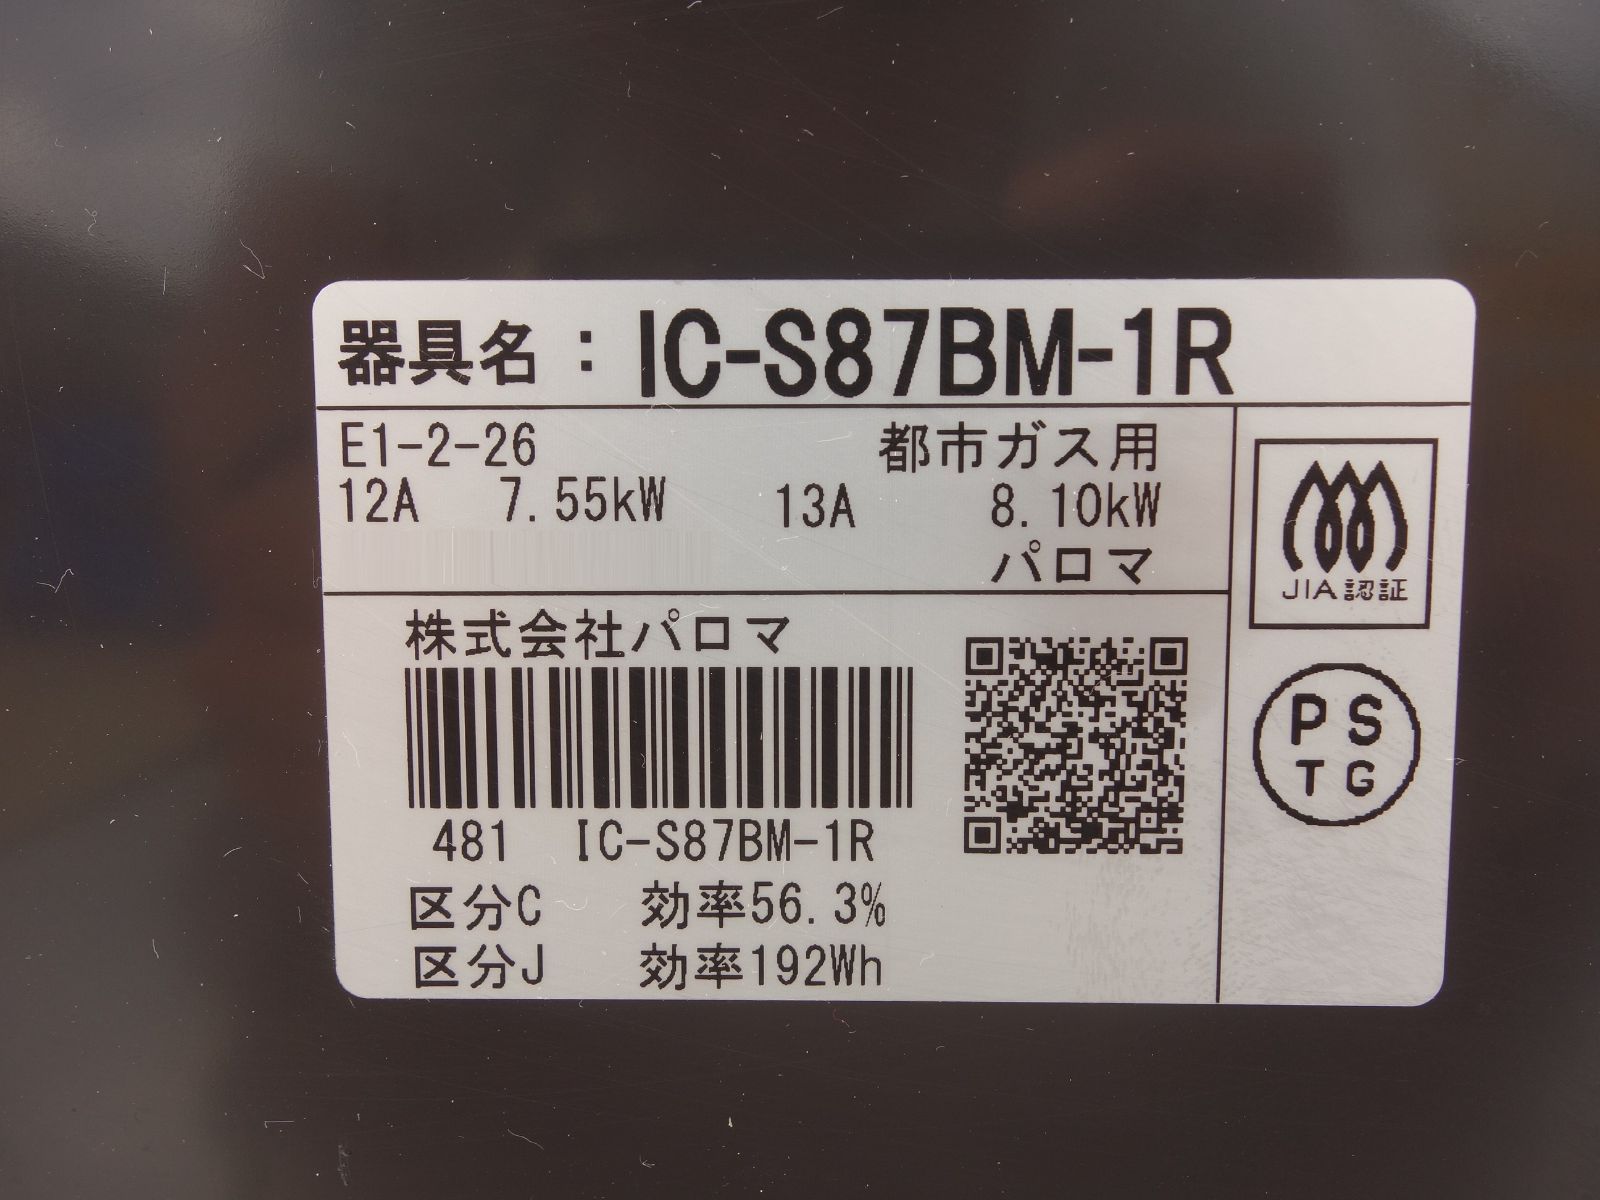 器具名：IC-S87BM-1R
E1-2-26 都市ガス用
12A 7.55kW 13A 8.10kW
パロマ
JIA認証
株式会社パロマ
PS
TG
481 IC-S87BM-1R
区分C 効率56.3%
区分J 効率192Wh